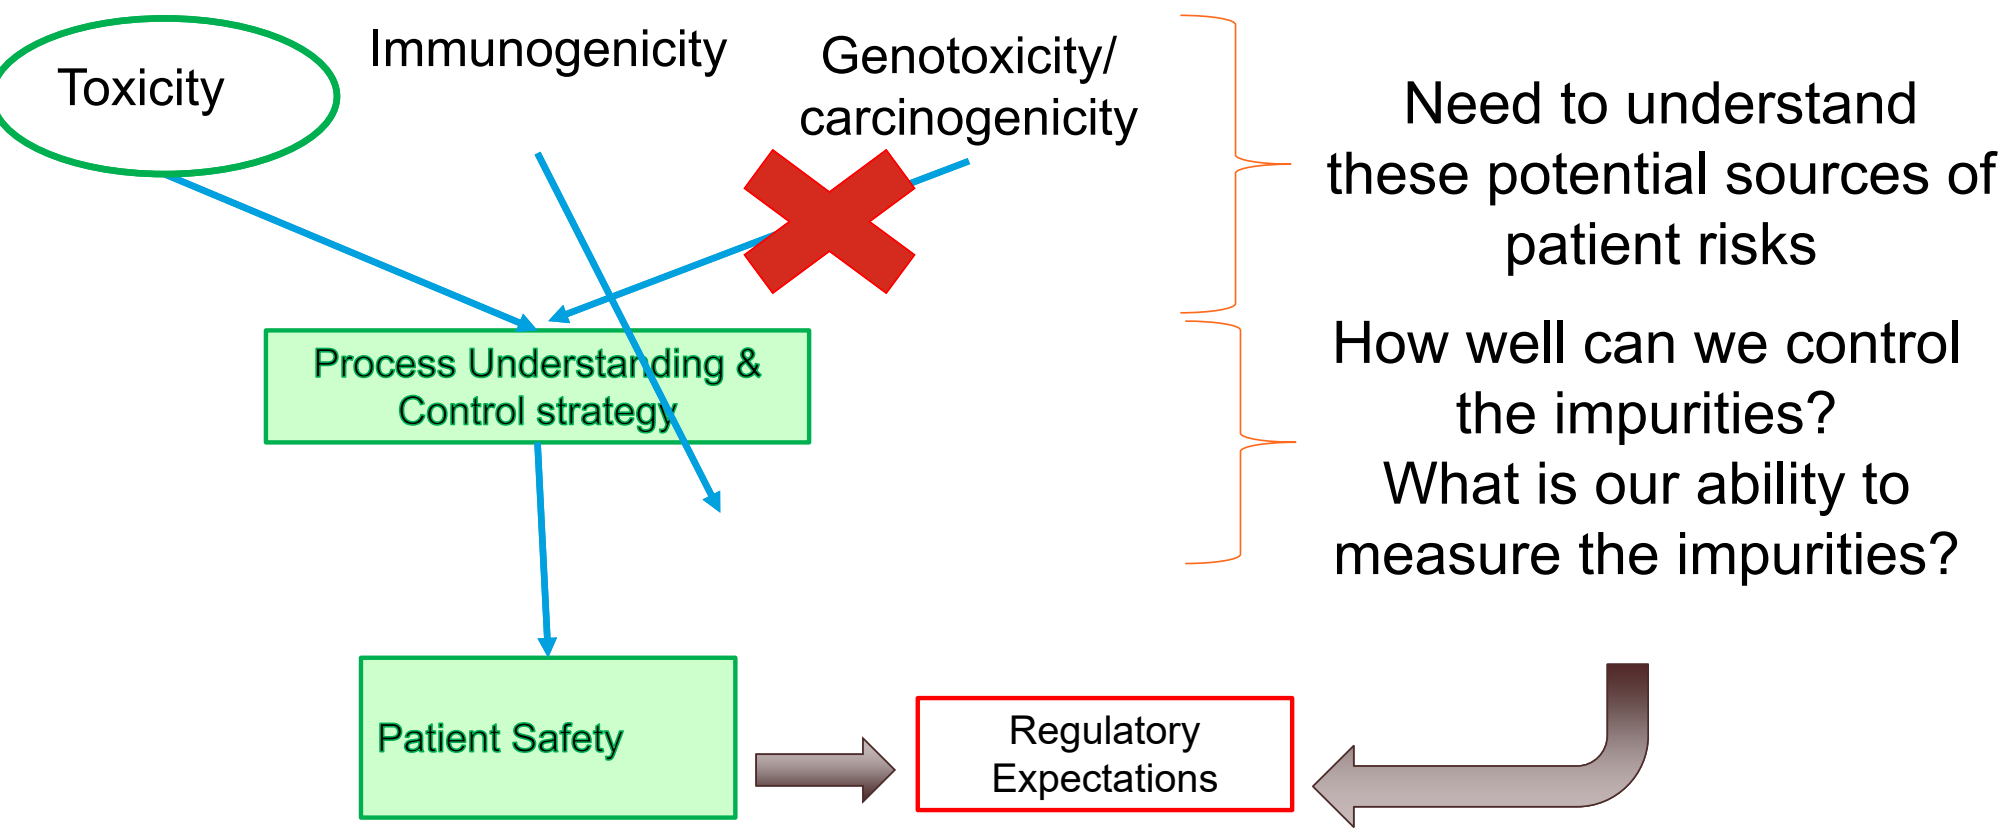 Toxicity
Immunogenicity
Genotoxicity/
carcinogenicity
Need to understand
these potential sources of
patient risks
Process Understanding &
Control strategy
How well can we control
the impurities?
What is our ability to
measure the impurities?
Patient Safety
Regulatory
Expectations